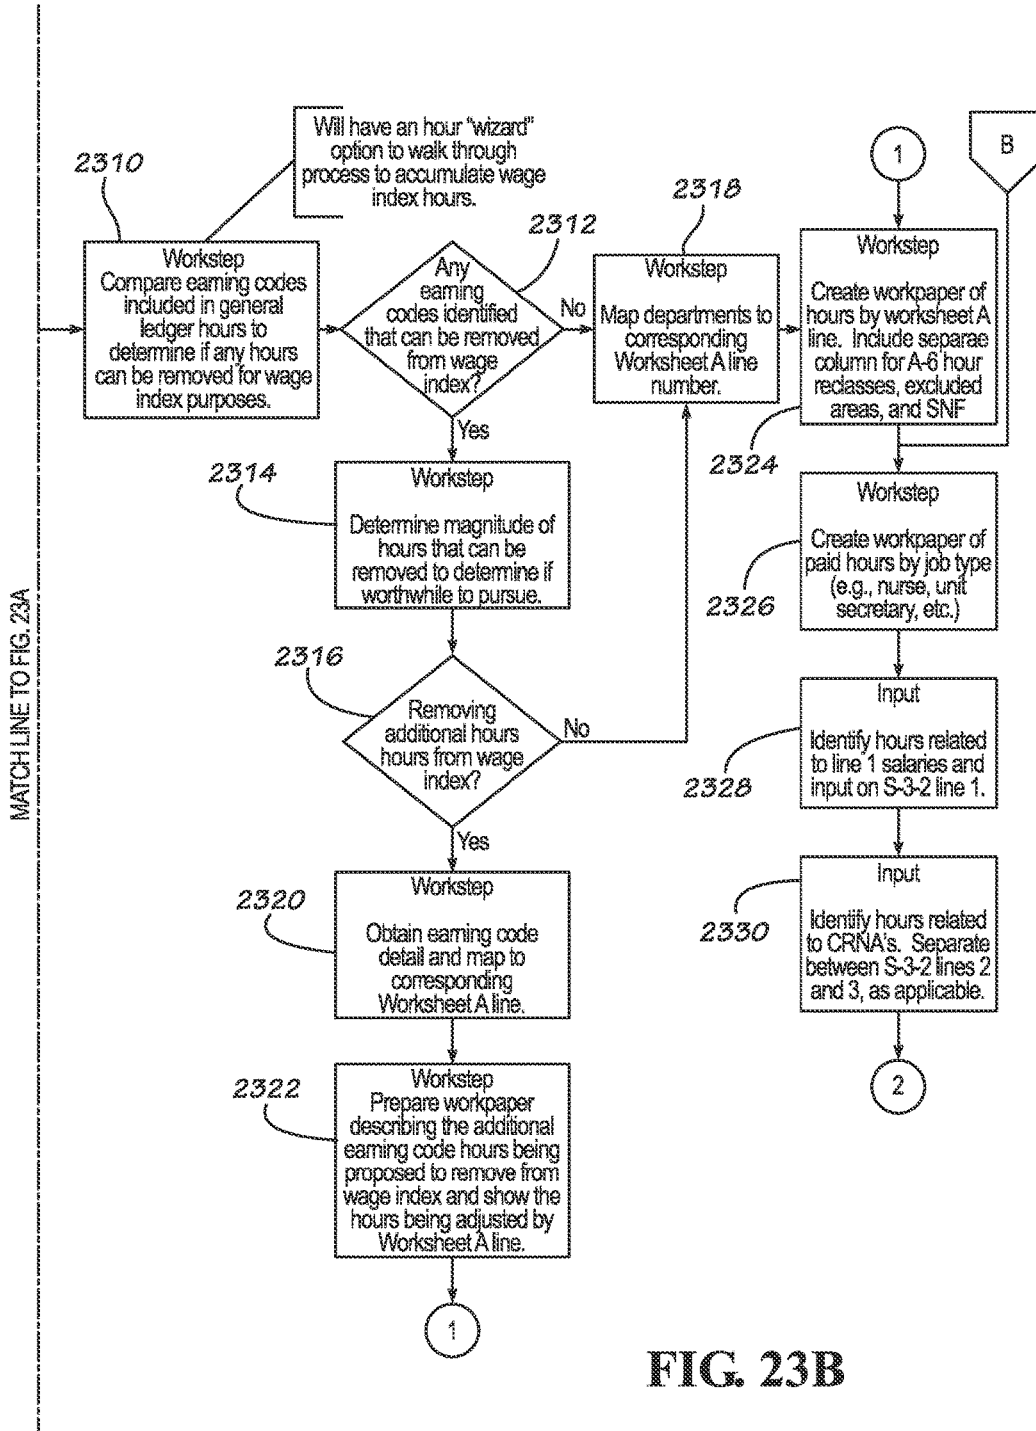 MATCH LINE TO FIG. 23A
Will have an hour "wizard"
option to walk through
process to accumulate wage
index hours.
2310
Workstep
Compare earning codes
included in general
ledger hours to
determine if any hours
can be removed for wage
index purposes.
2312
Any
earning
codes identified
that can be removed
from wage
index?
No
Yes
2314
Workstep
Determine magnitude of
hours that can be
removed to determine if
worthwhile to pursue.
2316
Removing
additional hours
hours from wage
index?
No
Yes
2318
Workstep
Map departments to
corresponding
Worksheet A line
number.
2320
Workstep
Obtain earning code
detail and map to
corresponding
Worksheet A line.
2322
Workstep
Prepare workpaper
describing the additional
earning code hours being
proposed to remove from
wage index and show the
hours being adjusted by
Worksheet A line.
1
1
B
Workstep
Create workpaper of
hours by worksheet A
line. Include separae
column for A-6 hour
reclasses, excluded
areas, and SNF
2324
Workstep
Create workpaper of
paid hours by job type
(e.g., nurse, unit
secretary, etc.)
2326
Input
Identify hours related
to line 1 salaries and
input on S-3-2 line 1.
2328
Input
Identify hours related
to CRNA's. Separate
between S-3-2 lines 2
and 3, as applicable.
2330
2
FIG. 23B